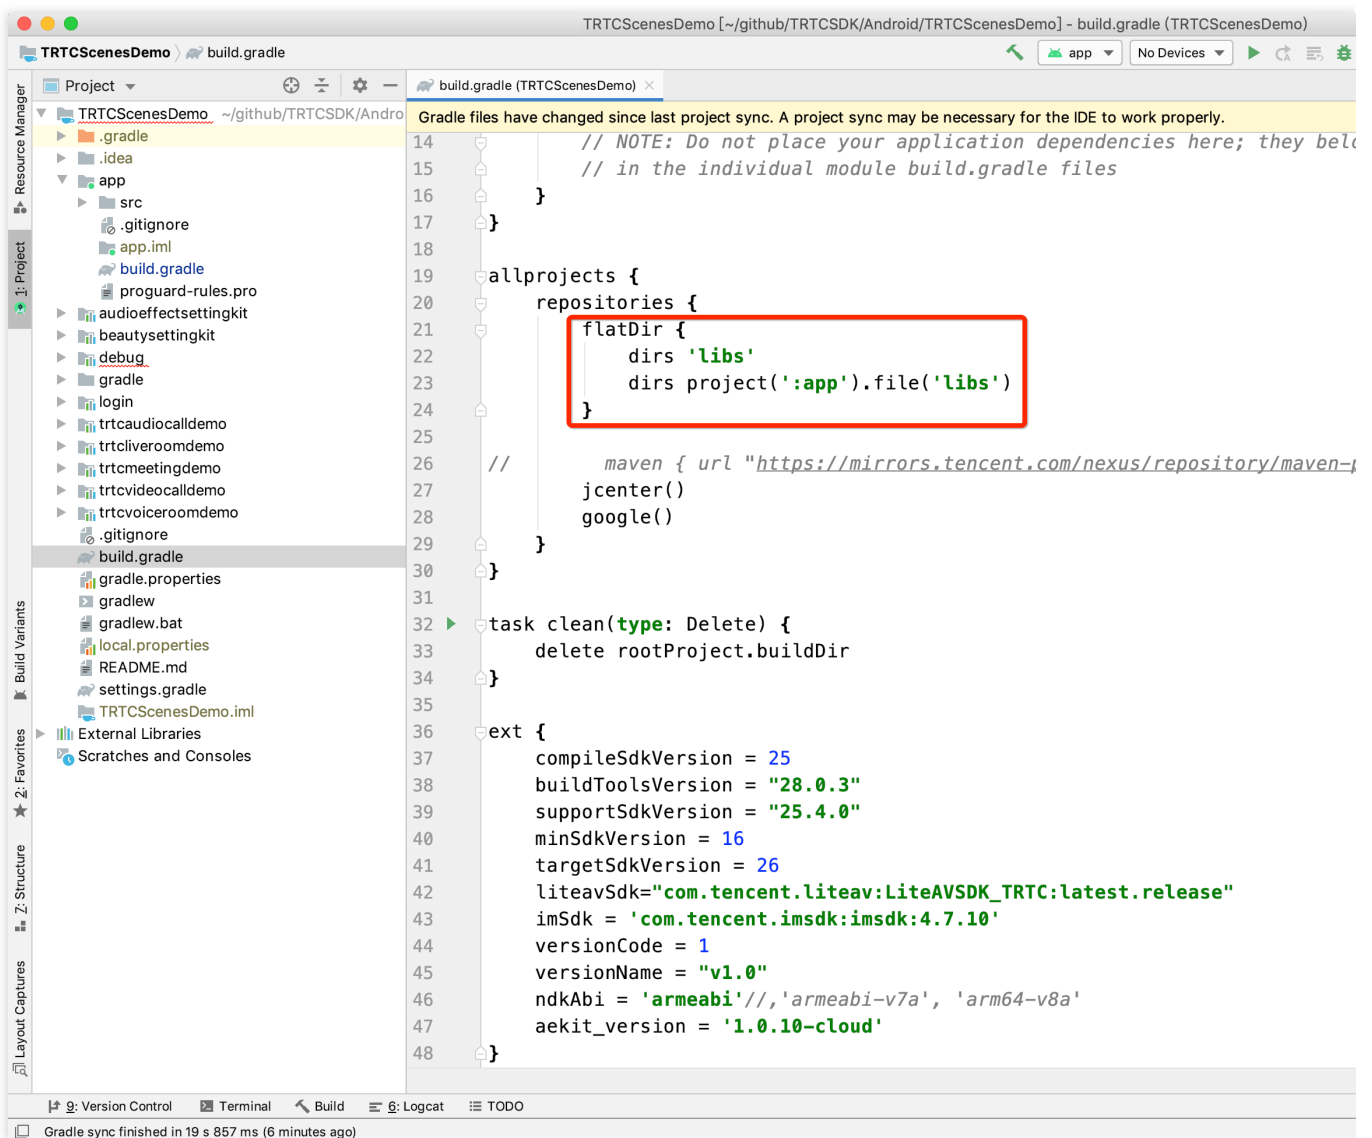 TRTCScenesDemo [~/github/TRTCSDK/Android/TRTCScenesDemo] - build.gradle (TRTCScenesDemo)
TRTCScenesDemo build.gradle
app
No Devices
Project
build.gradle (TRTCScenesDemo)
Gradle files have changed since last project sync. A project sync may be necessary for the IDE to work properly.
Resource Manager
1: Project
Build Variants
2: Favorites
7: Structure
Layout Captures
TRTCScenesDemo ~/github/TRTCSDK/Andro
.gradle
.idea
app
src
.gitignore
app.iml
build.gradle
proguard-rules.pro
audioeffectsettingkit
beautysettingkit
debug
gradle
login
trtcaudiocalldemo
trtcliveroomdemo
trtcmeetingdemo
trtcvideocalldemo
trtcvoiceroomdemo
.gitignore
build.gradle
gradle.properties
gradlew
gradlew.bat
local.properties
README.md
settings.gradle
TRTCScenesDemo.iml
External Libraries
Scratches and Consoles
14 // NOTE: Do not place your application dependencies here; they belo
15 // in the individual module build.gradle files
16 }
17 }
18
19 allprojects {
20 repositories {
21 flatDir {
22 dirs 'libs'
23 dirs project(':app').file('libs')
24 }
25
26 // maven { url "https://mirrors.tencent.com/nexus/repository/maven-p
27 jcenter()
28 google()
29 }
30 }
31
32 task clean(type: Delete) {
33 delete rootProject.buildDir
34 }
35
36 ext {
37 compileSdkVersion = 25
38 buildToolsVersion = "28.0.3"
39 supportSdkVersion = "25.4.0"
40 minSdkVersion = 16
41 targetSdkVersion = 26
42 liteavSdk="com.tencent.liteav:LiteAVSDK_TRTC:latest.release"
43 imSdk = 'com.tencent.imsdk:imsdk:4.7.10'
44 versionCode = 1
45 versionName = "v1.0"
46 ndkAbi = 'armeabi'//,'armeabi-v7a', 'arm64-v8a'
47 aekit_version = '1.0.10-cloud'
48 }
9: Version Control Terminal Build 6: Logcat TODO
Gradle sync finished in 19 s 857 ms (6 minutes ago)